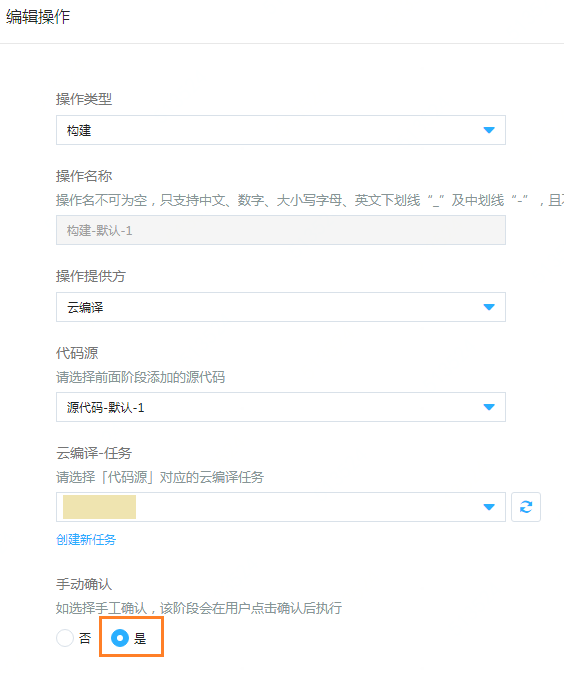 编辑操作
操作类型
构建
操作名称
操作名不可为空，只支持中文、数字、大小写字母、英文下划线“_”及中划线“-”，且
构建-默认-1
操作提供方
云编译
代码源
请选择前面阶段添加的源代码
源代码-默认-1
云编译-任务
请选择「代码源」对应的云编译任务
创建新任务
手动确认
如选择手工确认，该阶段会在用户点击确认后执行
否 是